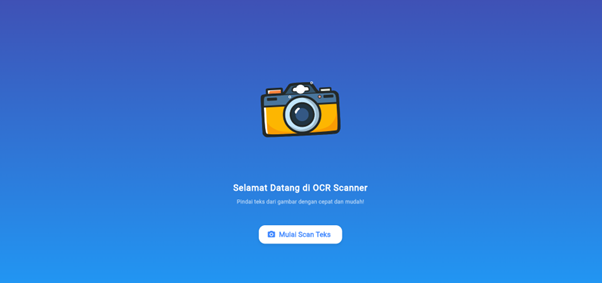 Selamat Datang di OCR Scanner
Pindai teks dari gambar dengan cepat dan mudah!
Mulai Scan Teks